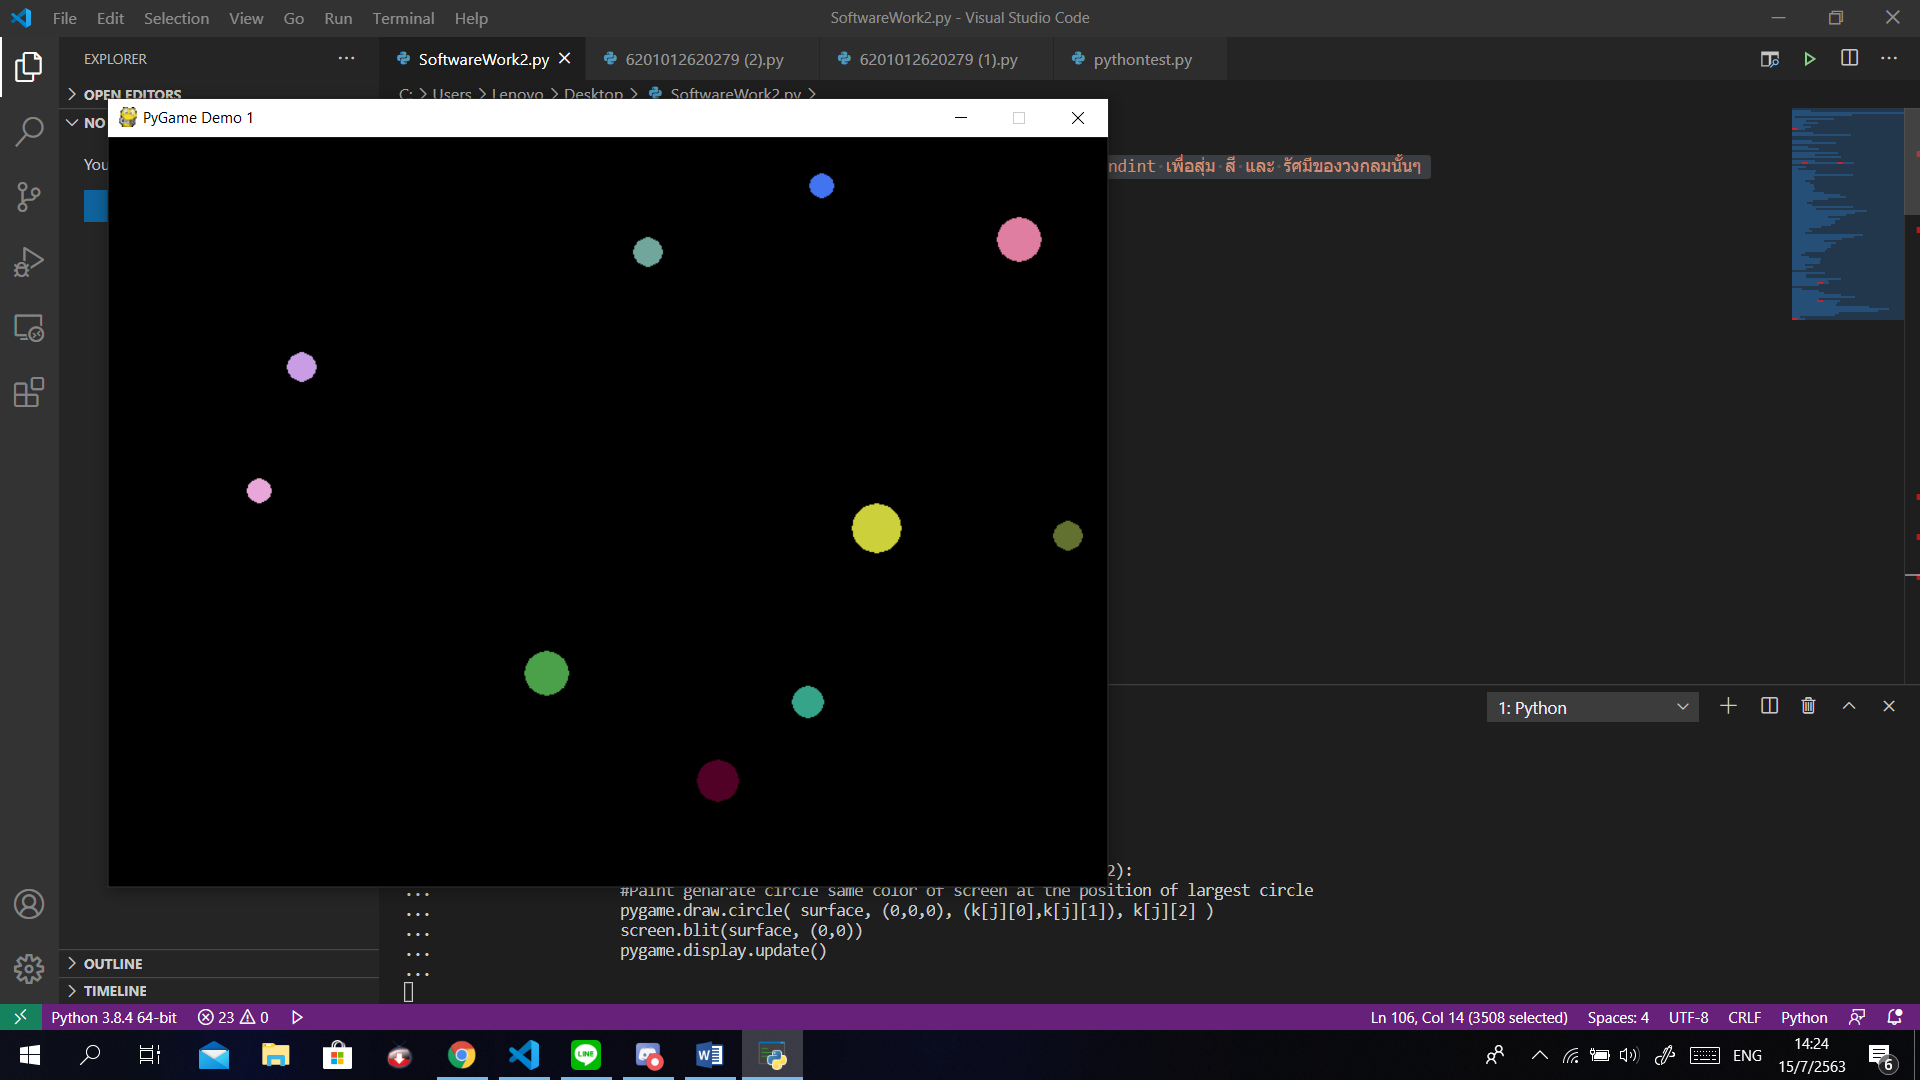 File Edit Selection View Go Run Terminal Help
SoftwareWork2.py - Visual Studio Code
EXPLORER
SoftwareWork2.py
6201012620279 (2).py
6201012620279 (1).py
pythontest.py
OPEN EDITORS
C: > Users > Lenovo > Desktop > SoftwareWork2.py >
NO
PyGame Demo 1
You
ndint เพื่อสุ่ม สี และ รัศมีของวงกลมนั้นๆ
1: Python
2):
... #Paint genarate circle same color of screen at the position of largest circle
... pygame.draw.circle( surface, (0,0,0), (k[j][0],k[j][1]), k[j][2] )
... screen.blit(surface, (0,0))
... pygame.display.update()
...
OUTLINE
TIMELINE
Python 3.8.4 64-bit 23 0
Ln 106, Col 14 (3508 selected) Spaces: 4 UTF-8 CRLF Python
LINE
ENG
14:24
15/7/2563
6